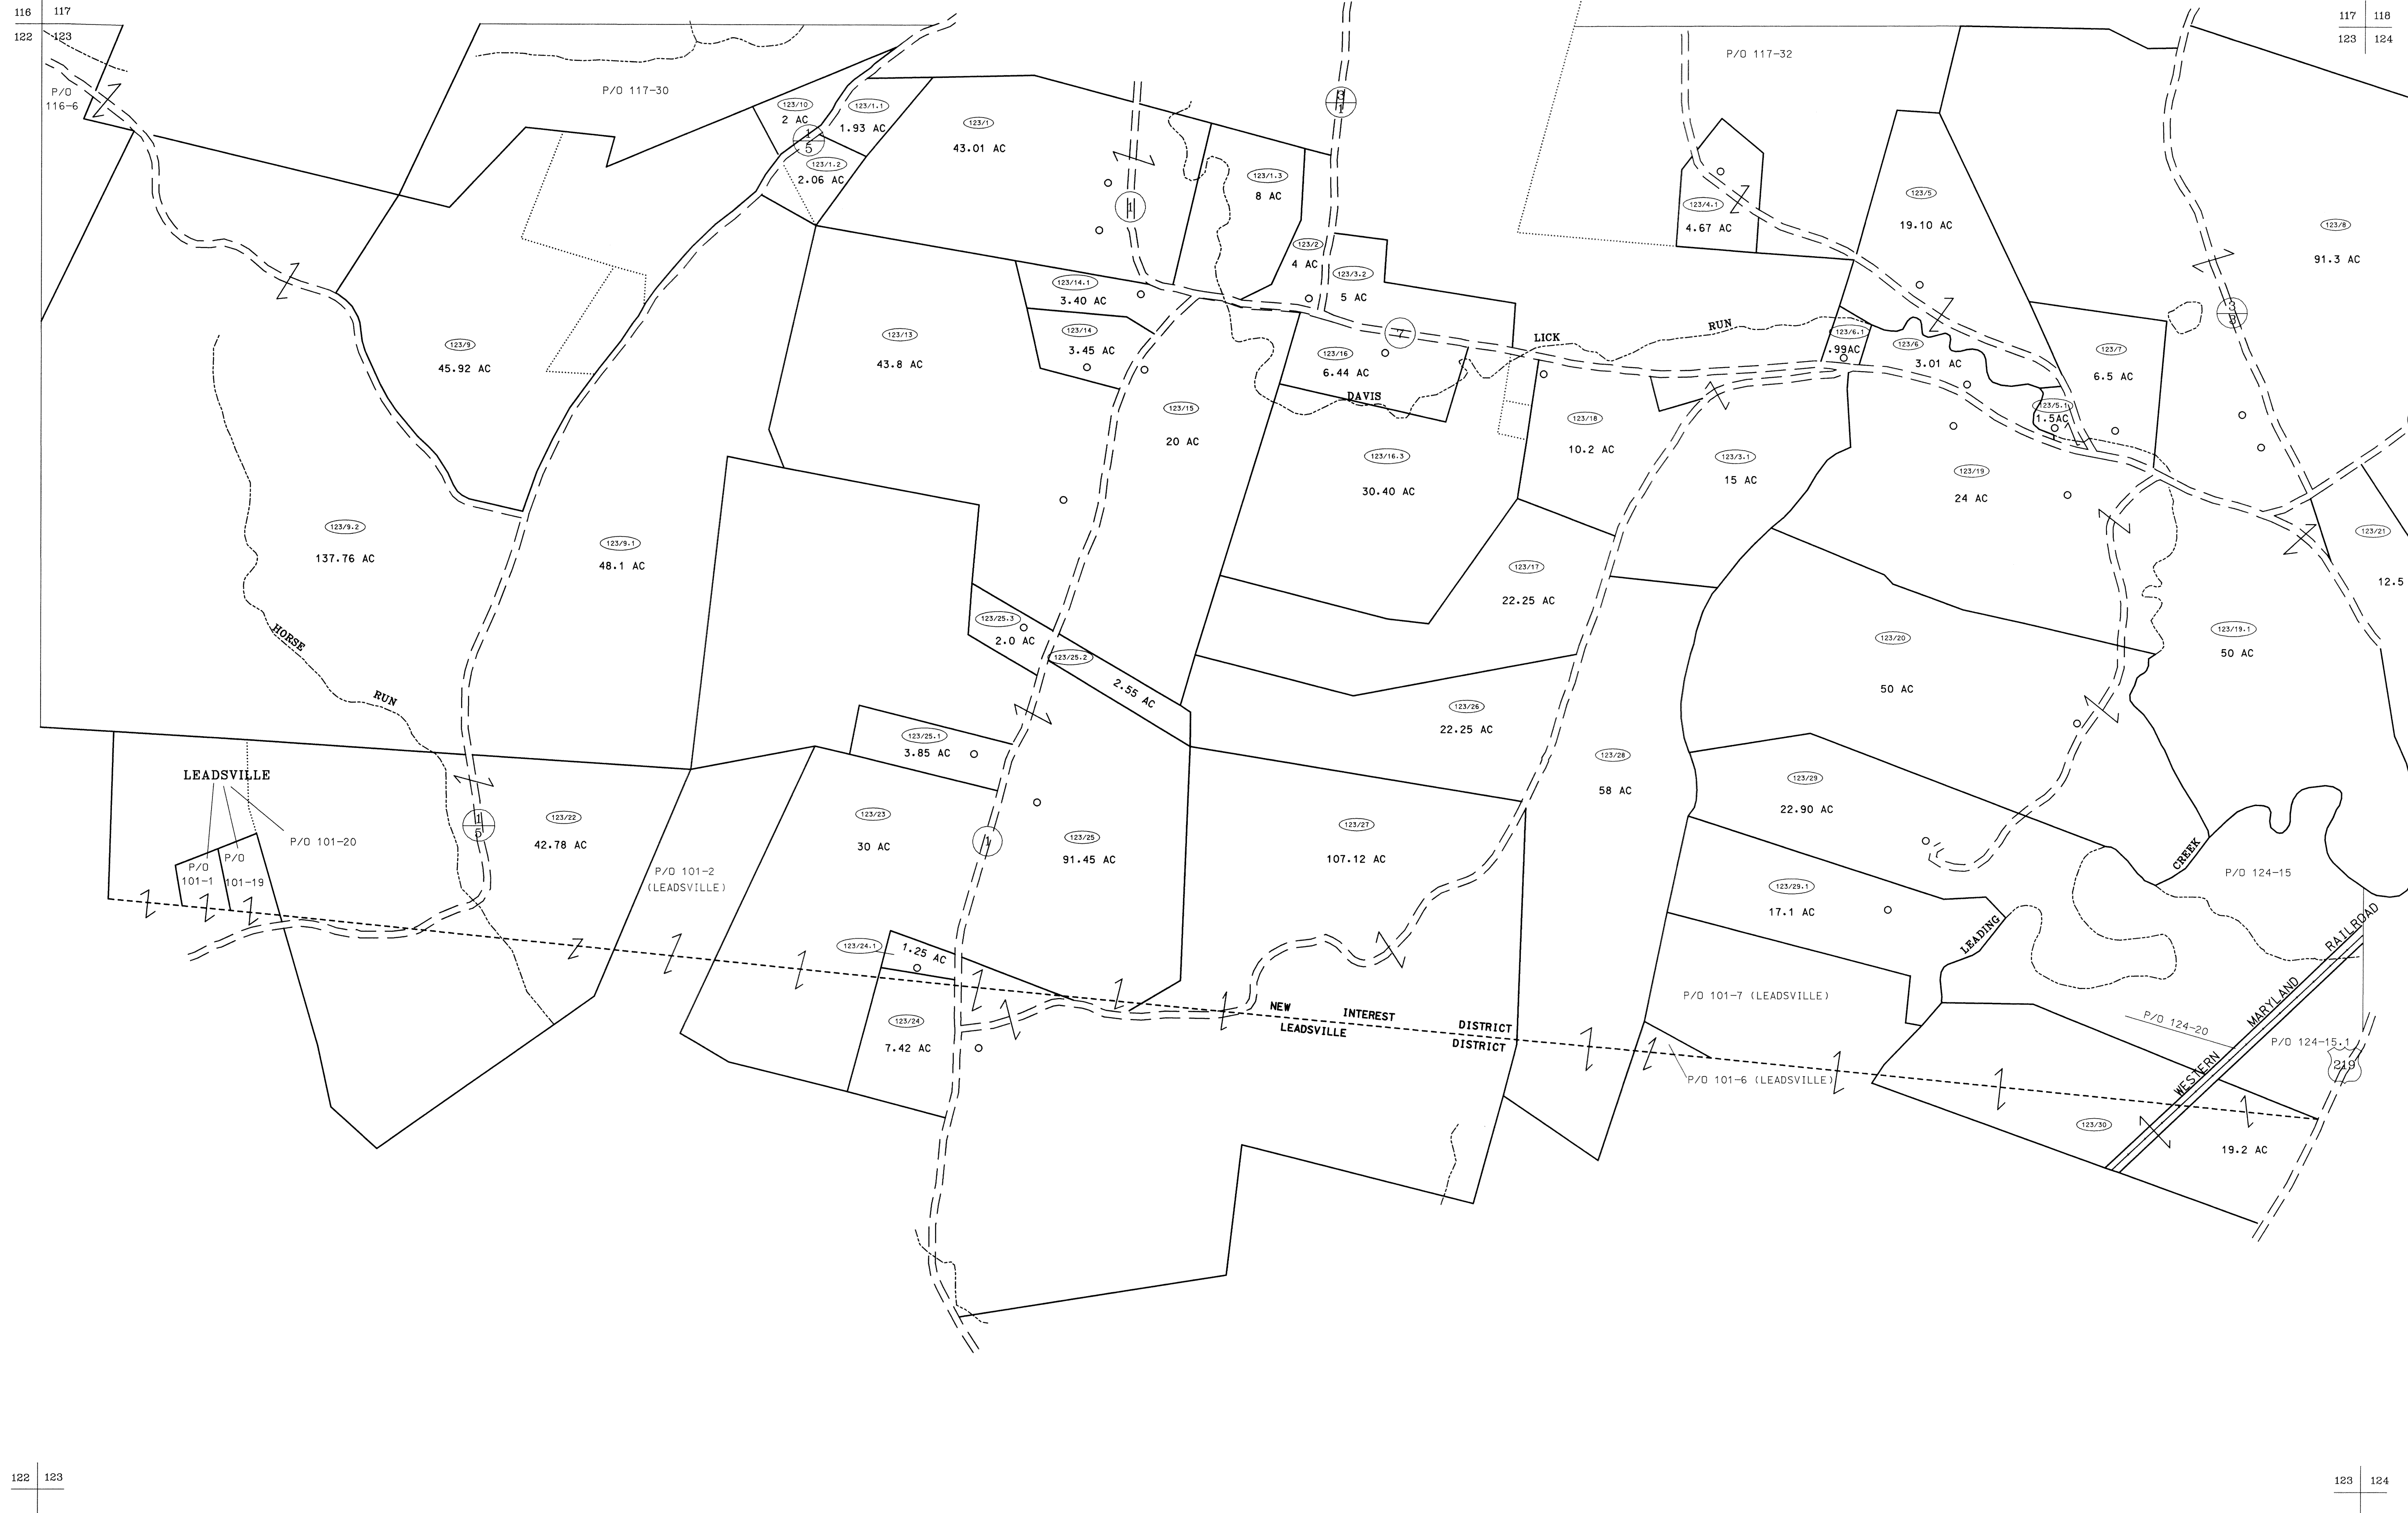 116 117
122 123
117 118
123 124
P/O
116-6
P/O 117-30
P/O 117-32
123/10
2 AC
123/1.1
1.93 AC
1
5
123/1.2
2.06 AC
123/1
43.01 AC
1
3
1
123/1.3
8 AC
123/2
4 AC
123/3.2
5 AC
123/4.1
4.67 AC
123/5
19.10 AC
123/8
91.3 AC
3
3
123/14.1
3.40 AC
123/14
3.45 AC
123/13
43.8 AC
7
LICK
RUN
123/6.1
.99AC
123/6
3.01 AC
123/7
6.5 AC
123/9
45.92 AC
123/16
6.44 AC
DAVIS
123/15
20 AC
123/18
10.2 AC
123/5.1
1.5AC
123/16.3
30.40 AC
123/3.1
15 AC
123/19
24 AC
123/9.2
137.76 AC
123/9.1
48.1 AC
123/21
12.5
123/17
22.25 AC
HORSE
RUN
123/25.3
2.0 AC
123/25.2
2.55 AC
123/20
50 AC
123/19.1
50 AC
123/26
22.25 AC
123/25.1
3.85 AC
123/28
58 AC
123/29
22.90 AC
LEADSVILLE
P/O 101-20
P/O
101-1
P/O
101-19
1
5
123/22
42.78 AC
P/O 101-2
(LEADSVILLE)
123/23
30 AC
1
123/25
91.45 AC
123/27
107.12 AC
CREEK
P/O 124-15
123/29.1
17.1 AC
LEADING
123/24.1
1.25 AC
123/24
7.42 AC
NEW INTEREST DISTRICT
LEADSVILLE DISTRICT
P/O 101-7 (LEADSVILLE)
P/O 101-6 (LEADSVILLE)
WESTERN MARYLAND RAILROAD
P/O 124-20
P/O 124-15.1
219
123/30
19.2 AC
122 123
123 124